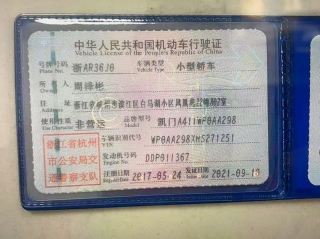 中华人民共和国机动车行驶证
Vehicle License of the People's Republic of China
号牌号码 浙AR36J0 车辆类型 小型轿车
Plate No. Vehicle Type
所有人
Owner
住址
Address
使用性质 非营运 品牌型号 凯门A411WP0AA298
Use Character Model
浙江省杭州
市公安局交
通警察支队
车辆识别代号 WP0AA298XHS271251
VIN
发动机号码 DDP911367
Engine No.
注册日期 2017-05-24 发证日期 2021-09-10
Register Date Issue Date